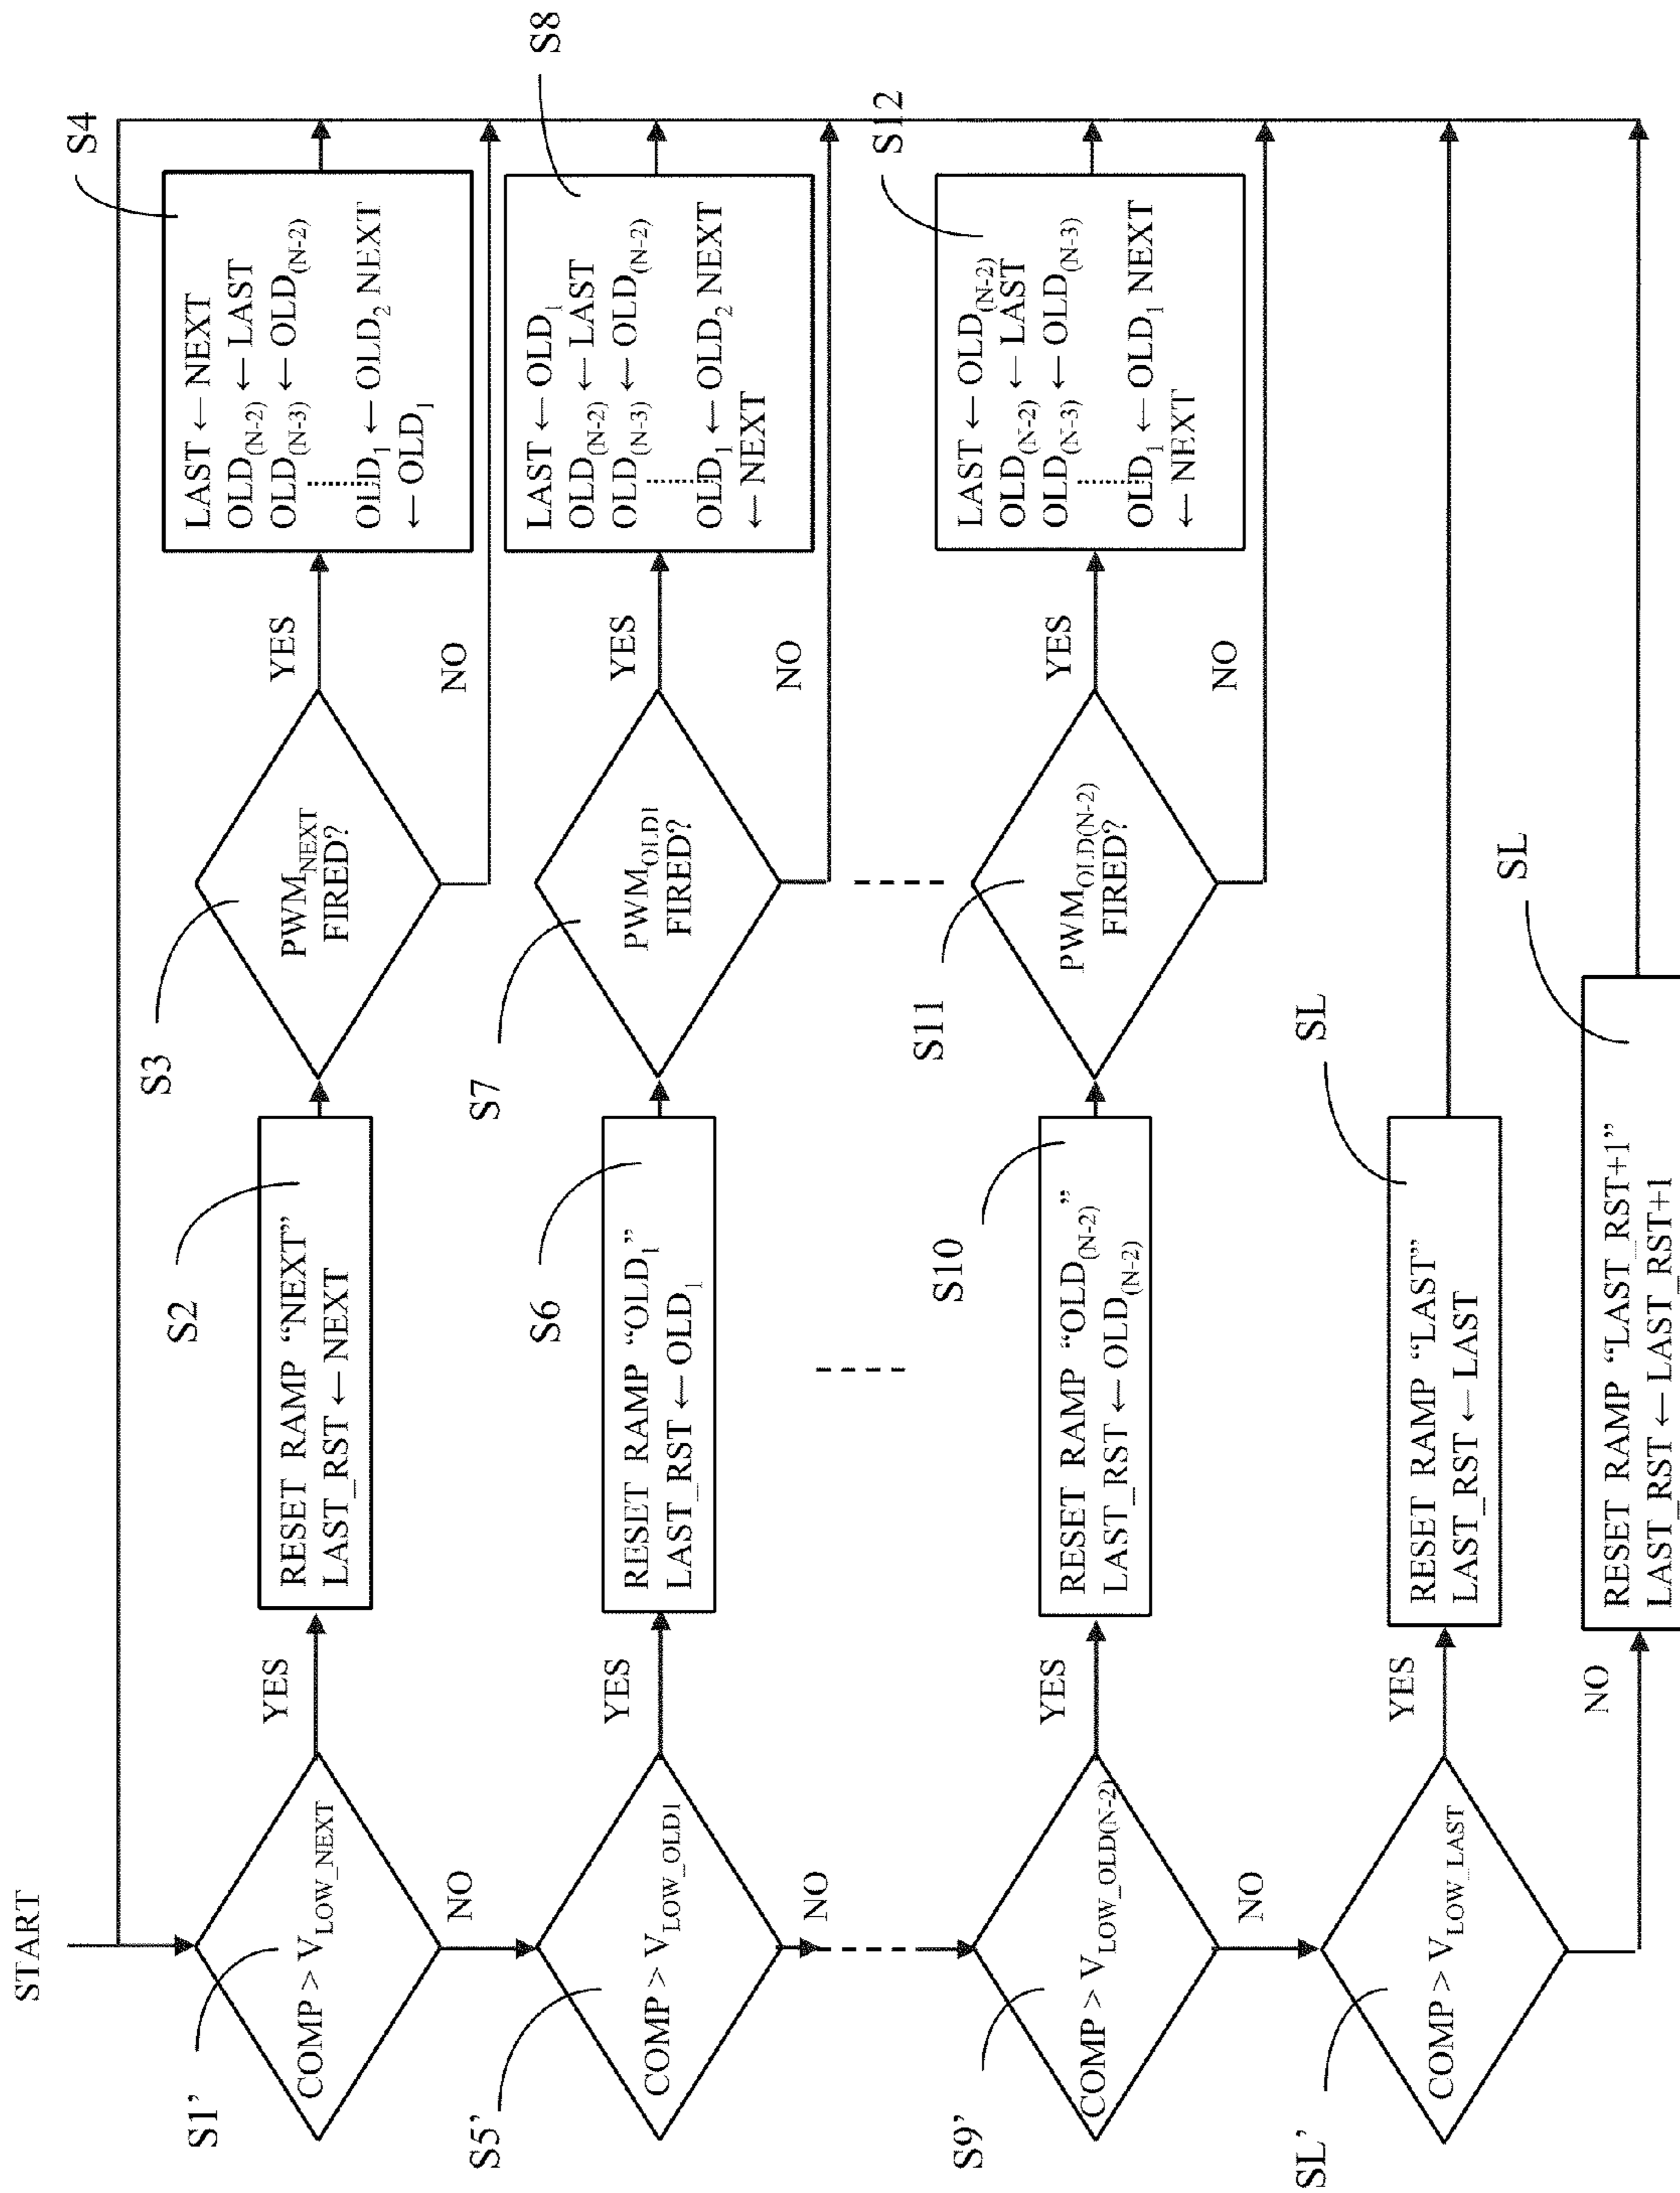 START
S1’
COMP > V_LOW_NEXT
YES
NO
S2
RESET RAMP “NEXT”
LAST_RST ← NEXT
S3
PWM_NEXT
FIRED?
YES
NO
S4
LAST ← NEXT
OLD_(N-2) ← LAST
OLD_(N-3) ← OLD_(N-2)
OLD_1 ← OLD_2 NEXT
← OLD_1
S5’
COMP > V_LOW_OLD1
YES
NO
S6
RESET RAMP “OLD_1”
LAST_RST ← OLD_1
S7
PWM_OLD1
FIRED?
YES
NO
S8
LAST ← OLD_1
OLD_(N-2) ← LAST
OLD_(N-3) ← OLD_(N-2)
OLD_1 ← OLD_2 NEXT
← NEXT
S9’
COMP > V_LOW_OLD(N-2)
YES
NO
S10
RESET RAMP “OLD_(N-2)”
LAST_RST ← OLD_(N-2)
S11
PWM_OLD(N-2)
FIRED?
YES
NO
S12
LAST ← OLD_(N-2)
OLD_(N-2) ← LAST
OLD_(N-3) ← OLD_(N-3)
OLD_1 ← OLD_1 NEXT
← NEXT
SL’
COMP > V_LOW_LAST
YES
NO
SL
RESET RAMP “LAST”
LAST_RST ← LAST
SL
RESET RAMP “LAST_RST+1”
LAST_RST ← LAST_RST+1